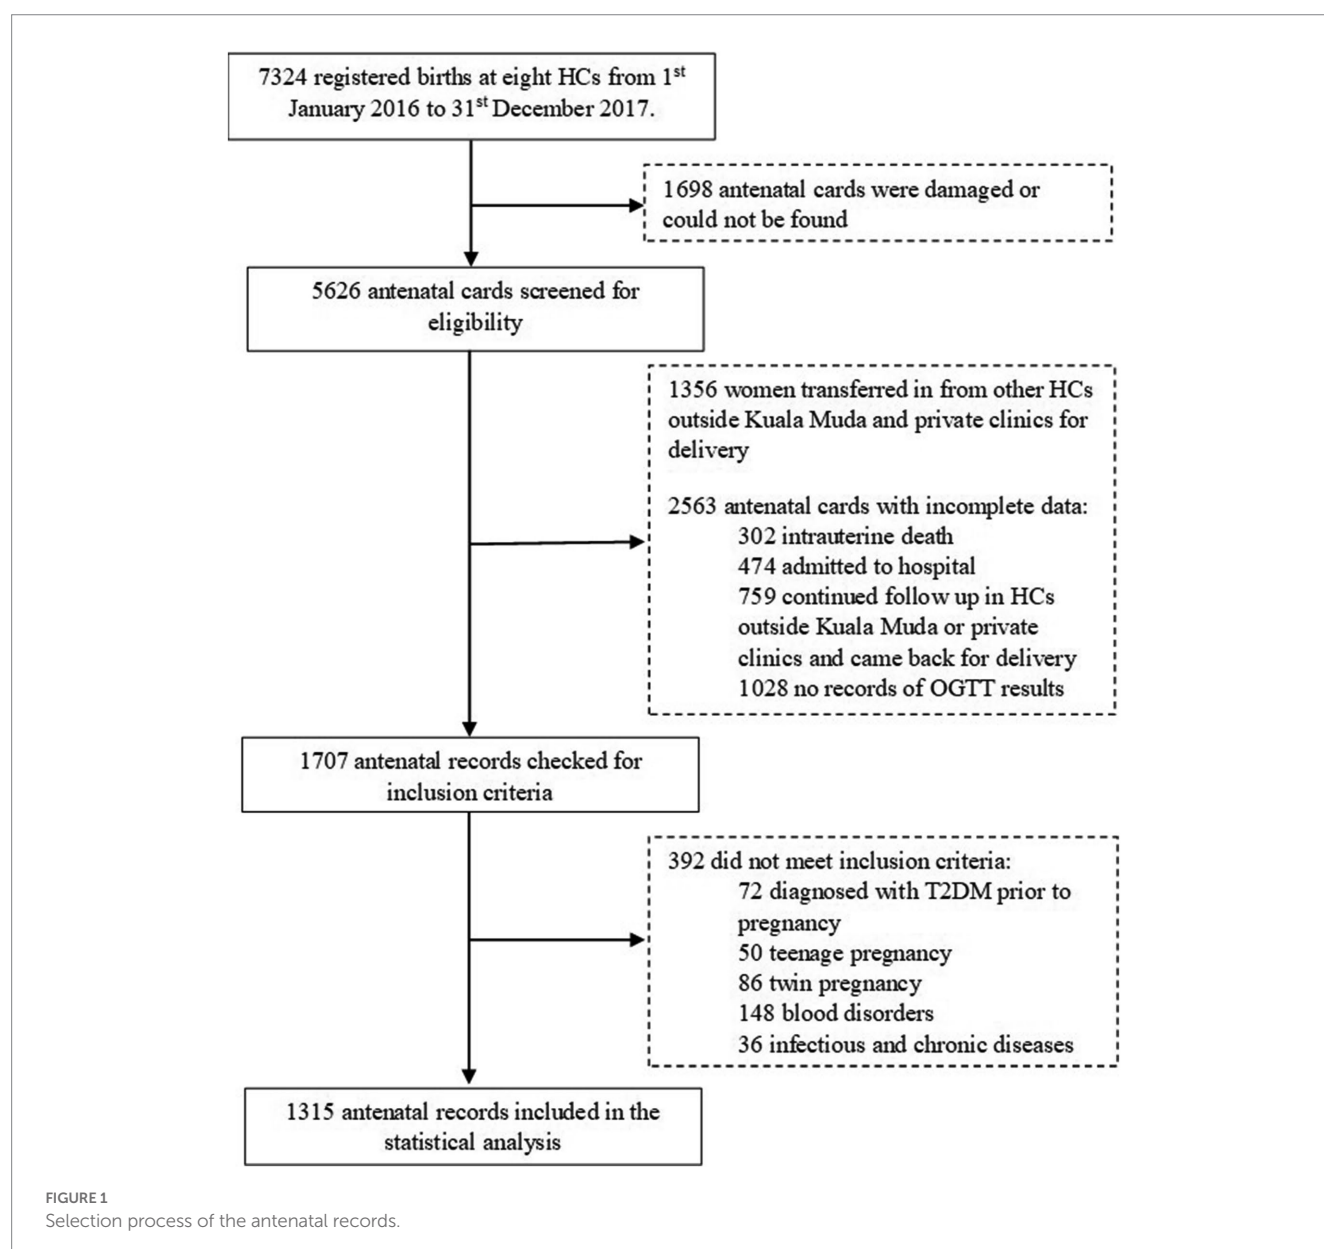 7324 registered births at eight HCs from 1st
January 2016 to 31st December 2017.
1698 antenatal cards were damaged or
could not be found
5626 antenatal cards screened for
eligibility
1356 women transferred in from other HCs
outside Kuala Muda and private clinics for
delivery
2563 antenatal cards with incomplete data:
302 intrauterine death
474 admitted to hospital
759 continued follow up in HCs
outside Kuala Muda or private
clinics and came back for delivery
1028 no records of OGTT results
1707 antenatal records checked for
inclusion criteria
392 did not meet inclusion criteria:
72 diagnosed with T2DM prior to
pregnancy
50 teenage pregnancy
86 twin pregnancy
148 blood disorders
36 infectious and chronic diseases
1315 antenatal records included in the
statistical analysis
FIGURE 1
Selection process of the antenatal records.